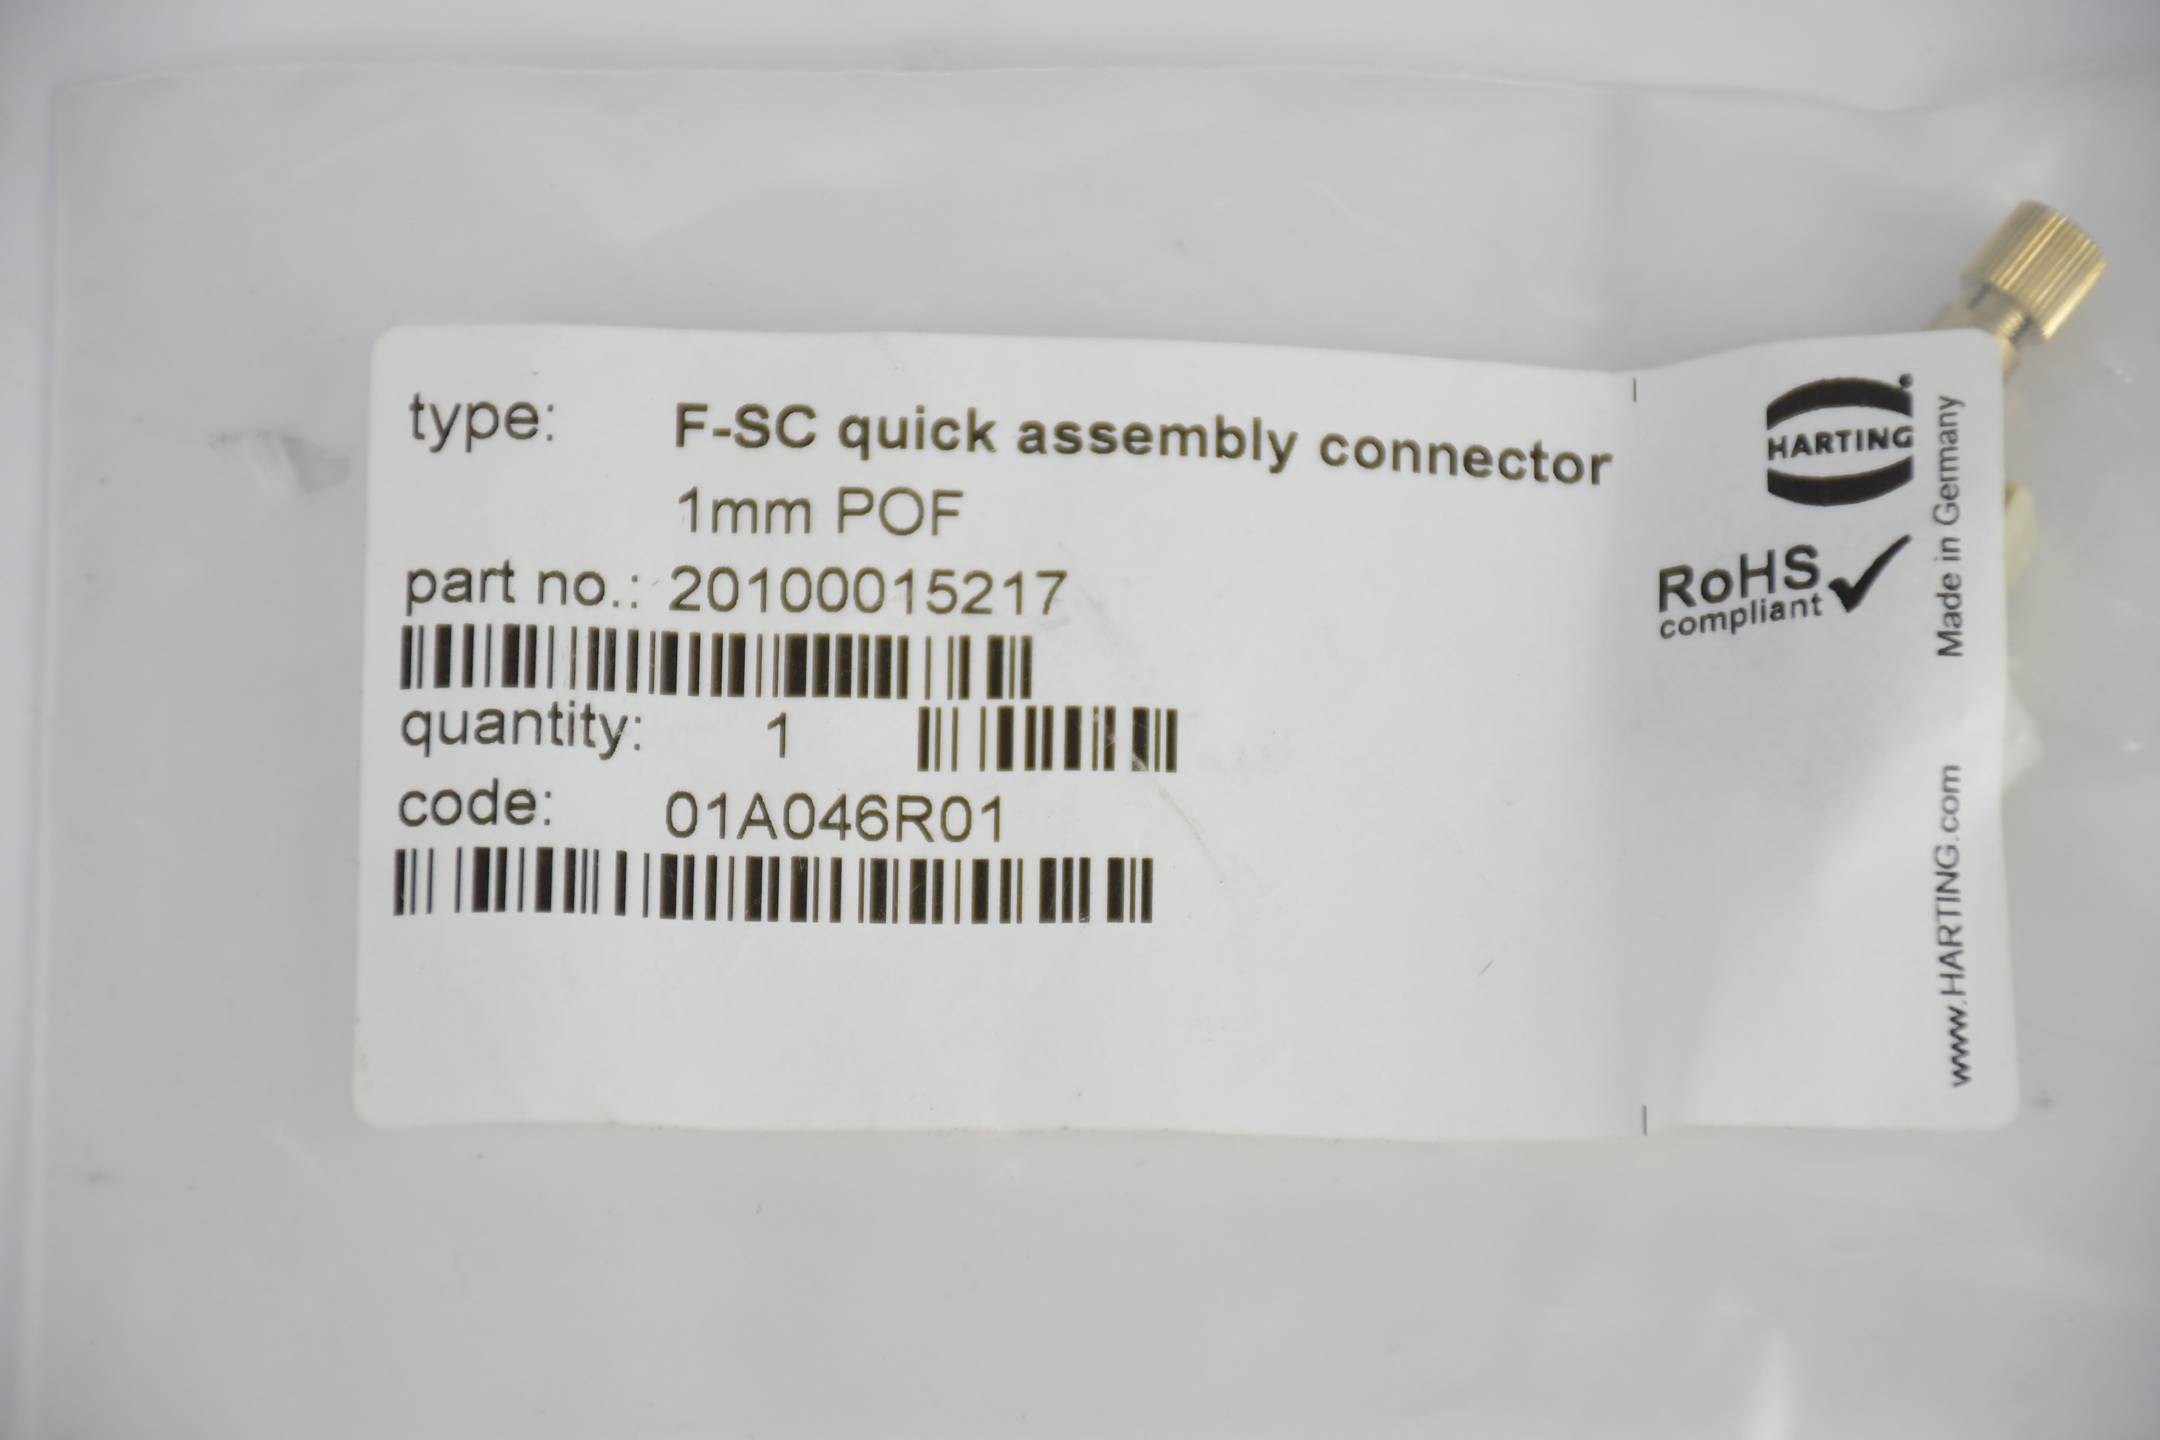 type: F-SC quick assembly connector
1mm POF
part no.: 20100015217
quantity: 1
code: 01A046R01
HARTING
RoHS
compliant
Made in Germany
www.HARTING.com